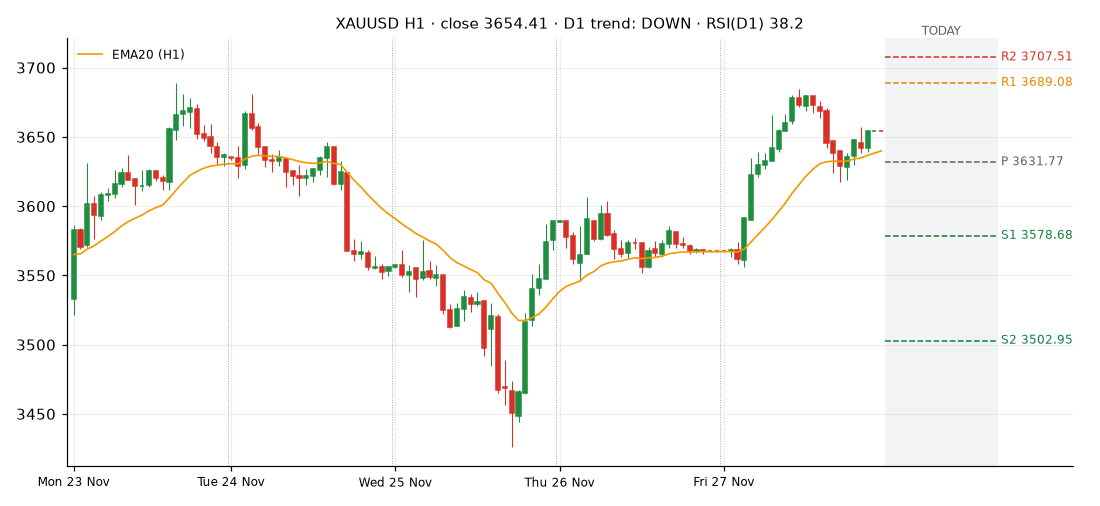 XAUUSD H1 · close 3654.41 · D1 trend: DOWN · RSI(D1) 38.2
TODAY
EMA20 (H1)
R2 3707.51
R1 3689.08
P 3631.77
S1 3578.68
S2 3502.95
3700
3650
3600
3550
3500
3450
Mon 23 Nov
Tue 24 Nov
Wed 25 Nov
Thu 26 Nov
Fri 27 Nov